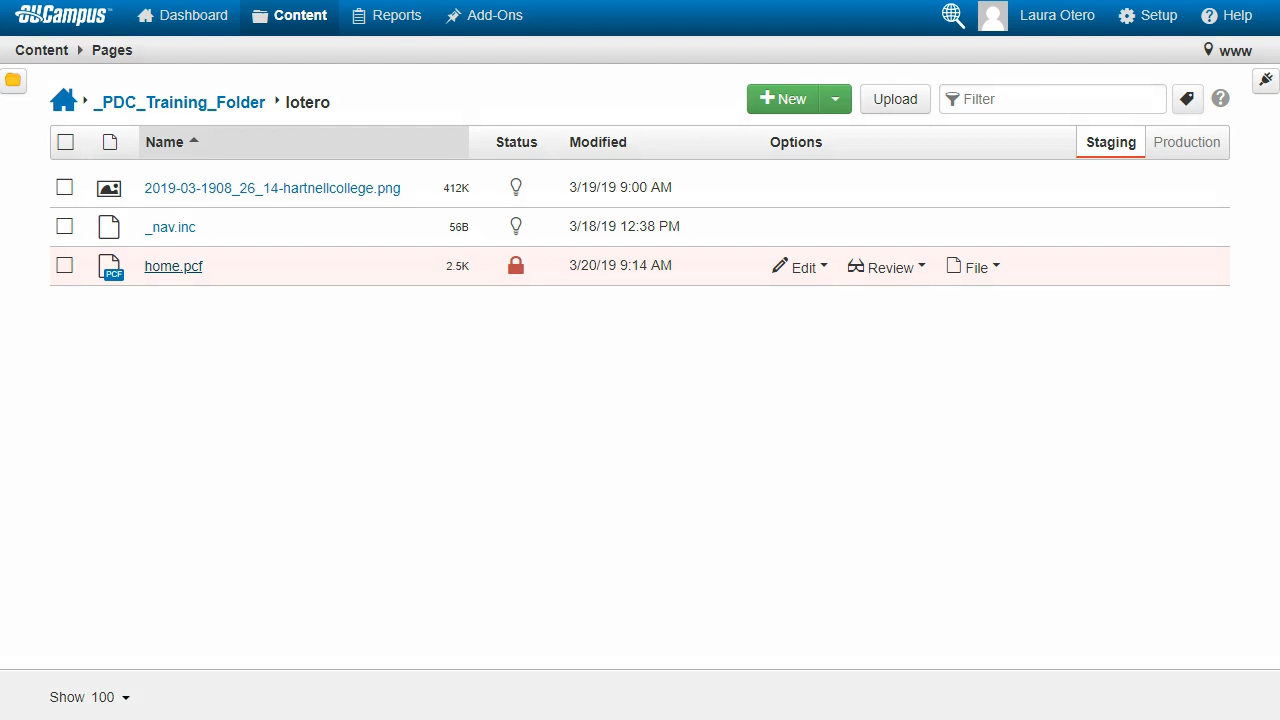 OUCampus™ Dashboard Content Reports Add-Ons Laura Otero Setup Help
Content Pages www
_PDC_Training_Folder lotero New Upload Filter
Name Status Modified Options Staging Production
2019-03-1908_26_14-hartnellcollege.png 412K 3/19/19 9:00 AM
_nav.inc 56B 3/18/19 12:38 PM
PCF home.pcf 2.5K 3/20/19 9:14 AM Edit Review File
Show 100